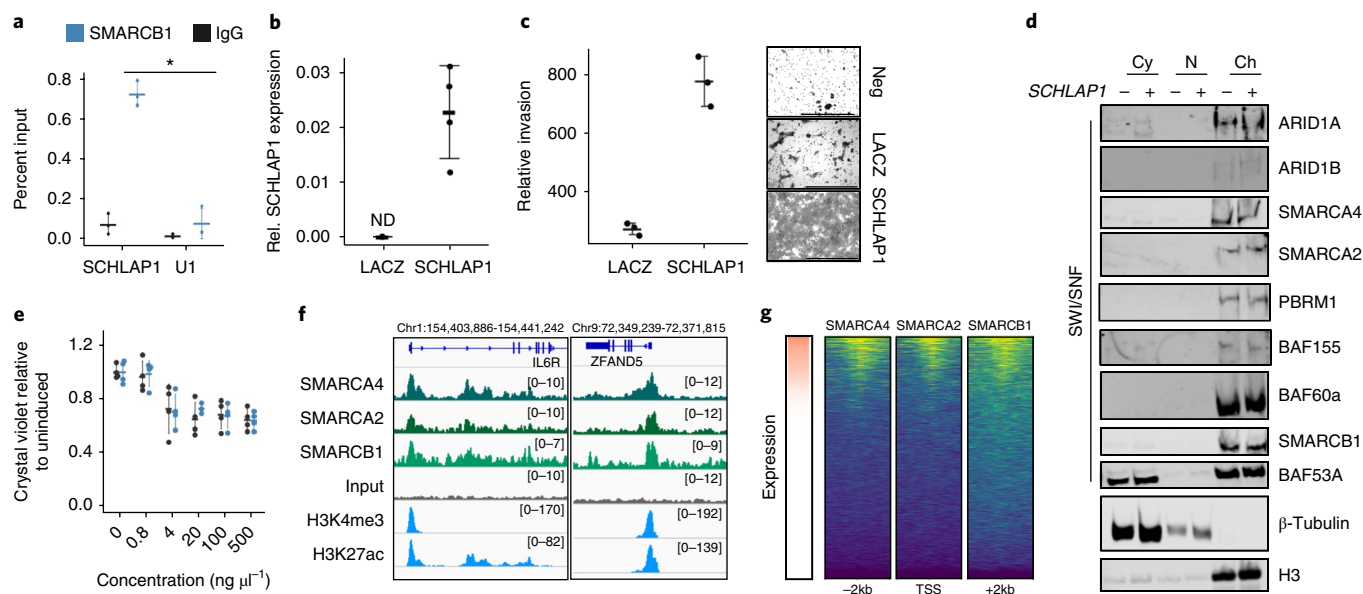 a
SMARCB1
IgG
*
0.8
0.6
0.4
0.2
0.0
Percent input
SCHLAP1 U1
b
0.03
0.02
0.01
0.00
Rel. SCHLAP1 expression
ND
LACZ SCHLAP1
c
800
600
400
Relative invasion
LACZ SCHLAP1
Neg
LACZ
SCHLAP1
d
Cy N Ch
SCHLAP1 – + – + – +
SWI/SNF
ARID1A
ARID1B
SMARCA4
SMARCA2
PBRM1
BAF155
BAF60a
SMARCB1
BAF53A
β-Tubulin
H3
e
1.2
0.8
0.4
0.0
Crystal violet relative
to uninduced
0 0.8 4 20 100 500
Concentration (ng μl⁻¹)
f
Chr1:154,403,886-154,441,242 Chr9:72,349,239-72,371,815
IL6R ZFAND5
SMARCA4 [0–10] [0–12]
SMARCA2 [0–10] [0–12]
SMARCB1 [0–7] [0–9]
Input [0–10] [0–12]
H3K4me3 [0–170] [0–192]
H3K27ac [0–82] [0–139]
g
SMARCA4 SMARCA2 SMARCB1
Expression
–2kb TSS +2kb